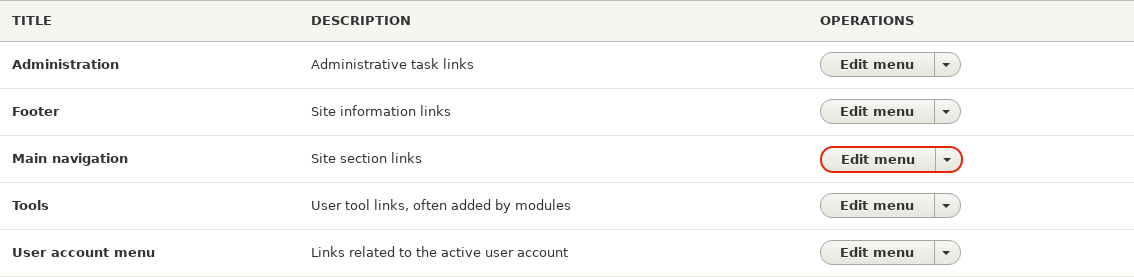 TITLE DESCRIPTION OPERATIONS
Administration Administrative task links Edit menu
Footer Site information links Edit menu
Main navigation Site section links Edit menu
Tools User tool links, often added by modules Edit menu
User account menu Links related to the active user account Edit menu